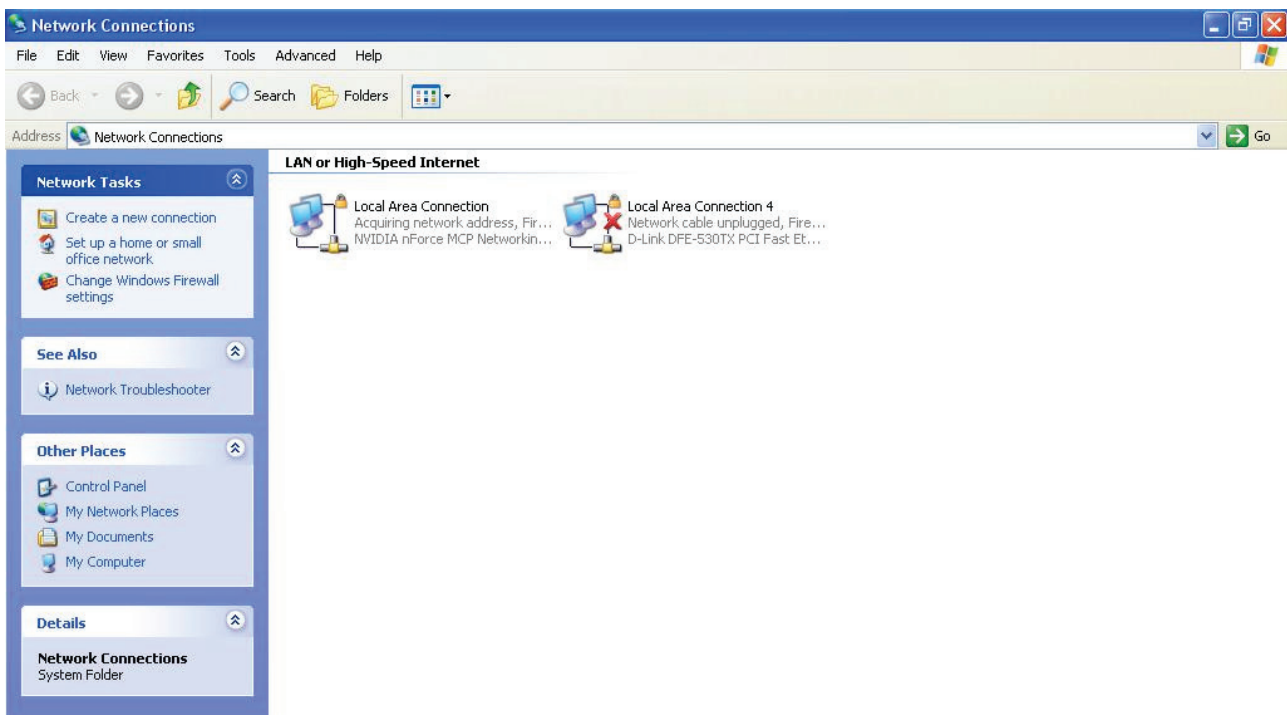 Network Connections
File Edit View Favorites Tools Advanced Help
Back Search Folders
Address Network Connections Go
Network Tasks
Create a new connection
Set up a home or small
office network
Change Windows Firewall
settings
See Also
Network Troubleshooter
Other Places
Control Panel
My Network Places
My Documents
My Computer
Details
Network Connections
System Folder
LAN or High-Speed Internet
Local Area Connection
Acquiring network address, Fir...
NVIDIA nForce MCP Networkin...
Local Area Connection 4
Network cable unplugged, Fire...
D-Link DFE-530TX PCI Fast Et...